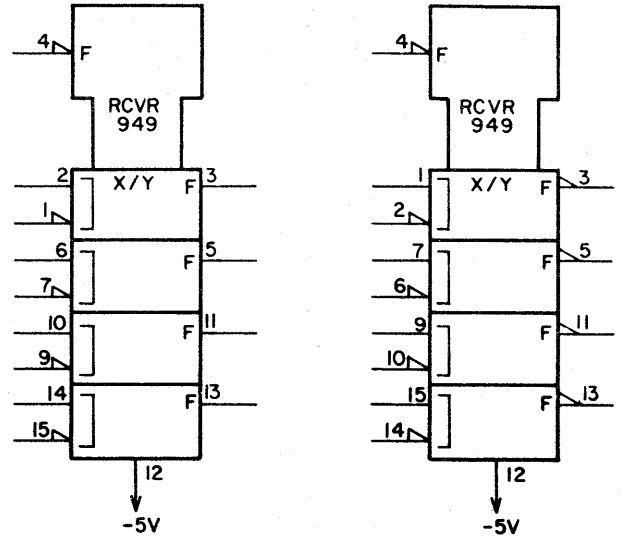 4 F
RCVR
949
2 X/Y F 3
1
6 F 5
7
10 F 11
9
14 F 13
15
12
-5V
4 F
RCVR
949
1 X/Y F 3
2
7 F 5
6
9 F 11
10
15 F 13
14
12
-5V